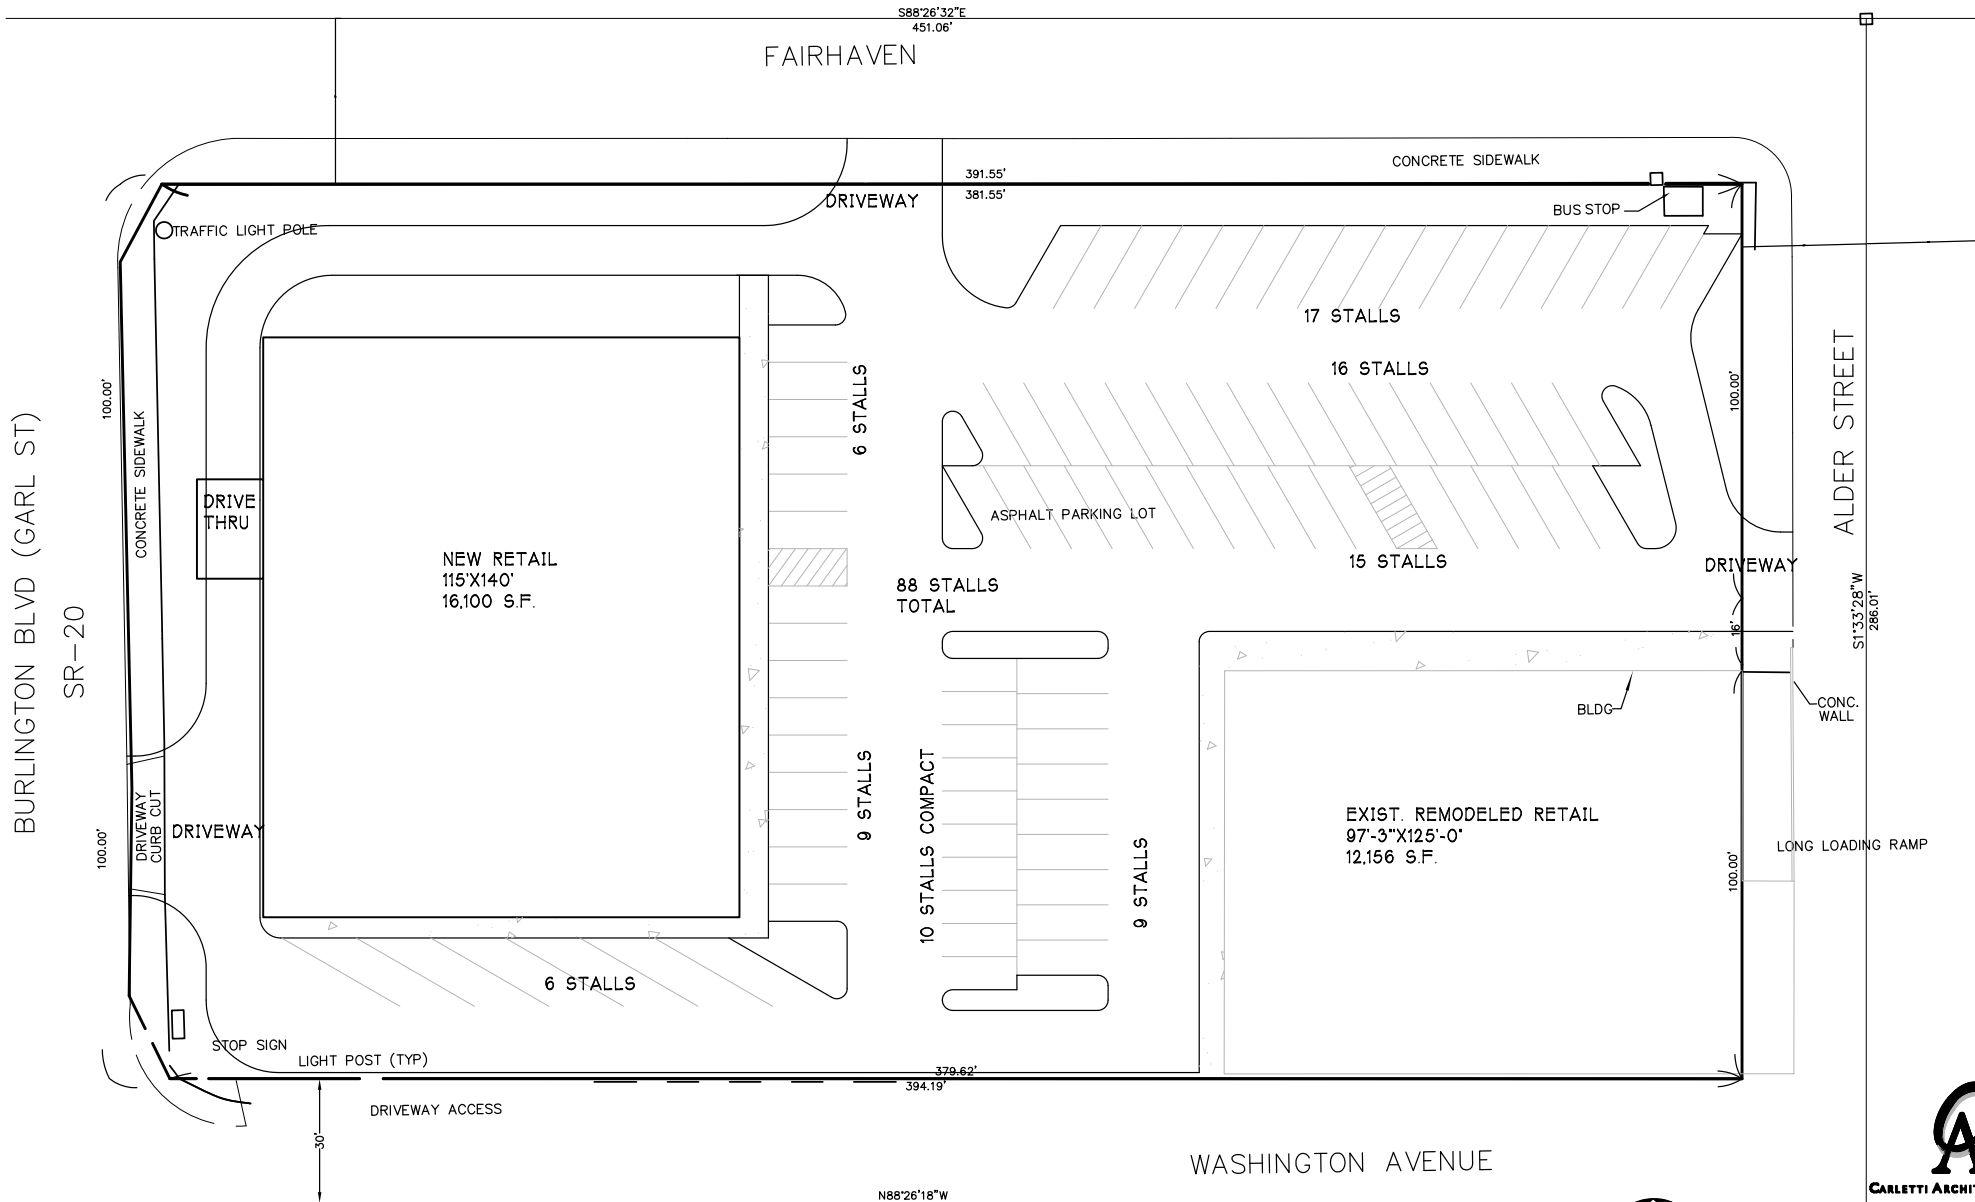 S88°26'32"E
451.06'
FAIRHAVEN
CONCRETE SIDEWALK
391.55'
381.55'
DRIVEWAY
BUS STOP
TRAFFIC LIGHT POLE
17 STALLS
16 STALLS
6 STALLS
100.00'
CONCRETE SIDEWALK
BURLINGTON BLVD (GARL ST)
SR-20
DRIVE
THRU
NEW RETAIL
115'X140'
16,100 S.F.
ASPHALT PARKING LOT
15 STALLS
88 STALLS
TOTAL
100.00'
ALDER STREET
DRIVEWAY
S1°33'28"W
286.01'
16'
BLDG
CONC.
WALL
9 STALLS
10 STALLS COMPACT
9 STALLS
EXIST. REMODELED RETAIL
97'-3"X125'-0"
12,156 S.F.
100.00'
LONG LOADING RAMP
100.00'
DRIVEWAY
CURB CUT
DRIVEWAY
6 STALLS
STOP SIGN
LIGHT POST (TYP)
379.62'
394.19'
DRIVEWAY ACCESS
30'
WASHINGTON AVENUE
N88°26'18"W
CA
CARLETTI ARCHIT